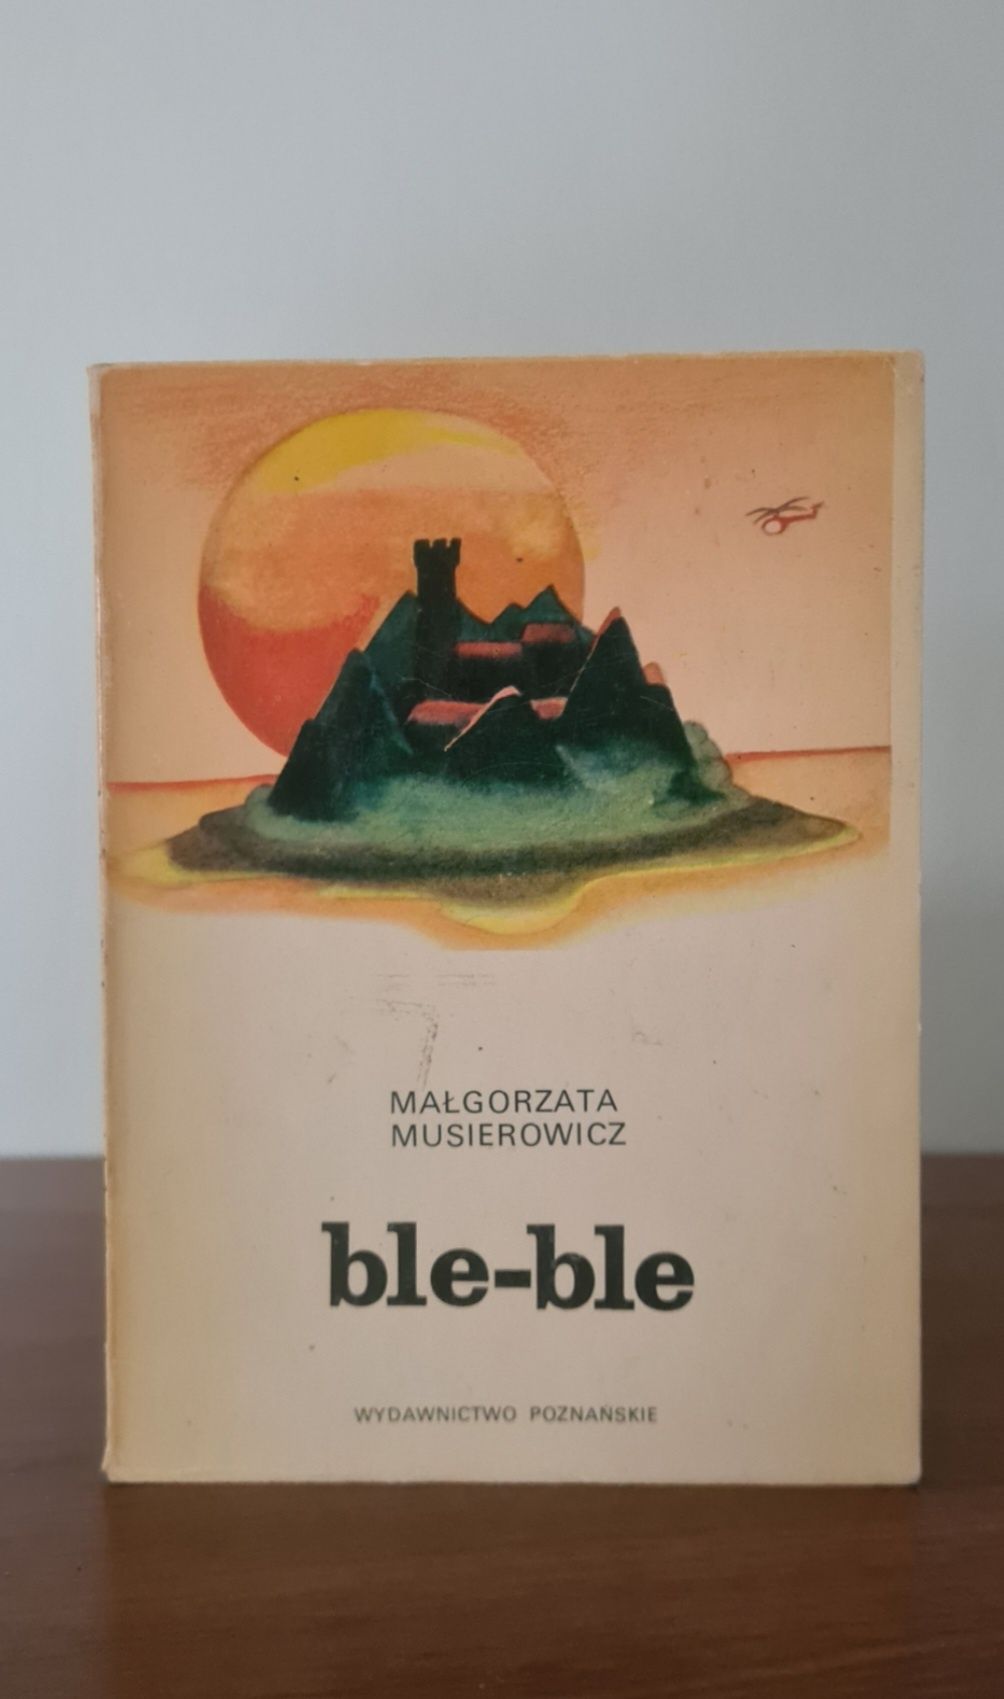 MAŁGORZATA
MUSIEROWICZ
ble-ble
WYDAWNICTWO POZNAŃSKIE